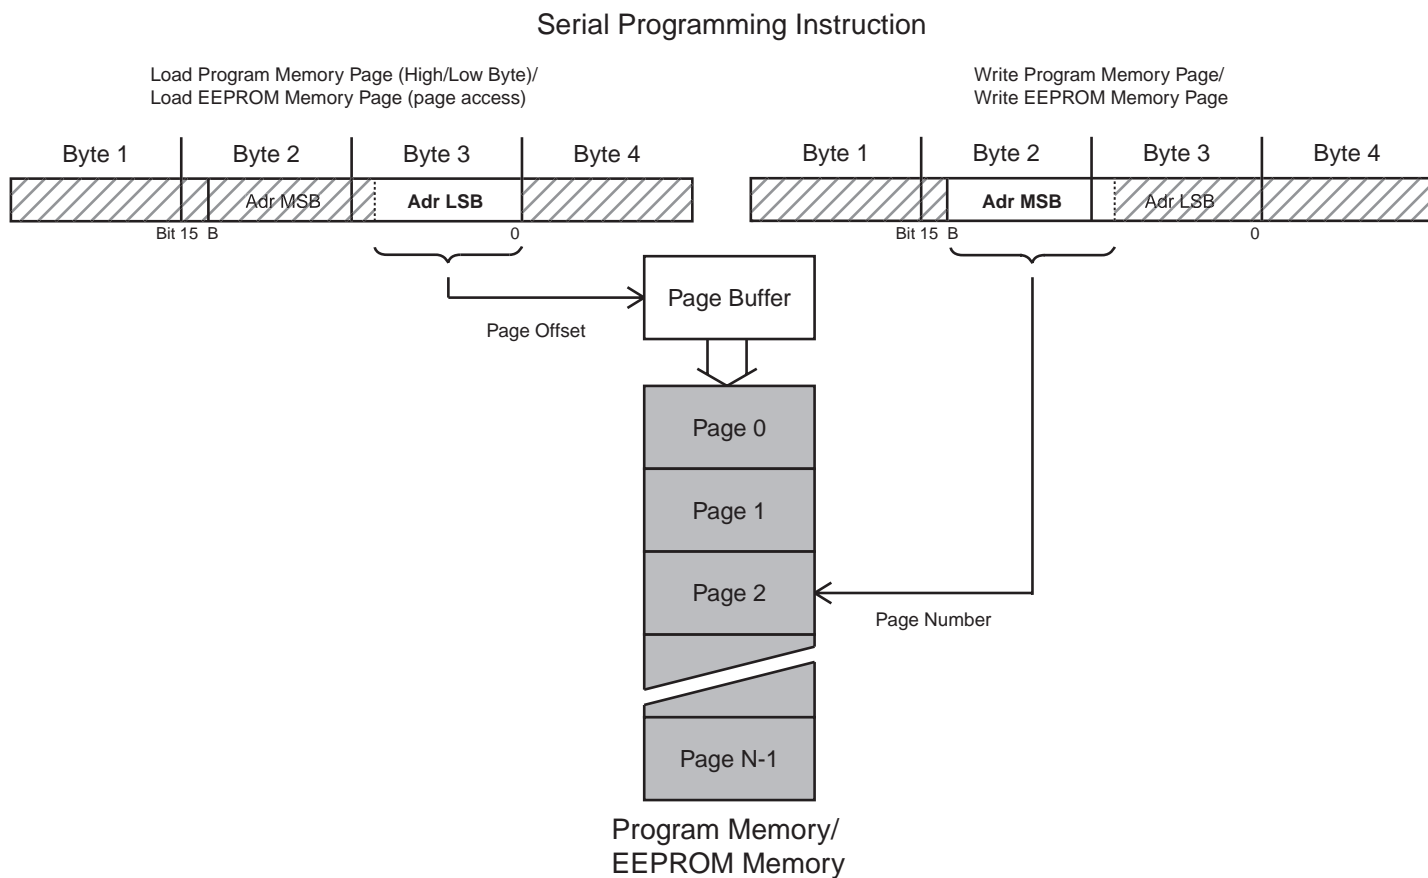 Serial Programming Instruction
Load Program Memory Page (High/Low Byte)/
Load EEPROM Memory Page (page access)
Write Program Memory Page/
Write EEPROM Memory Page
Byte 1 Byte 2 Byte 3 Byte 4
Adr MSB Adr LSB
Bit 15 B 0
Byte 1 Byte 2 Byte 3 Byte 4
Adr MSB Adr LSB
Bit 15 B 0
Page Buffer
Page Offset
Page 0
Page 1
Page 2
Page Number
Page N-1
Program Memory/
EEPROM Memory